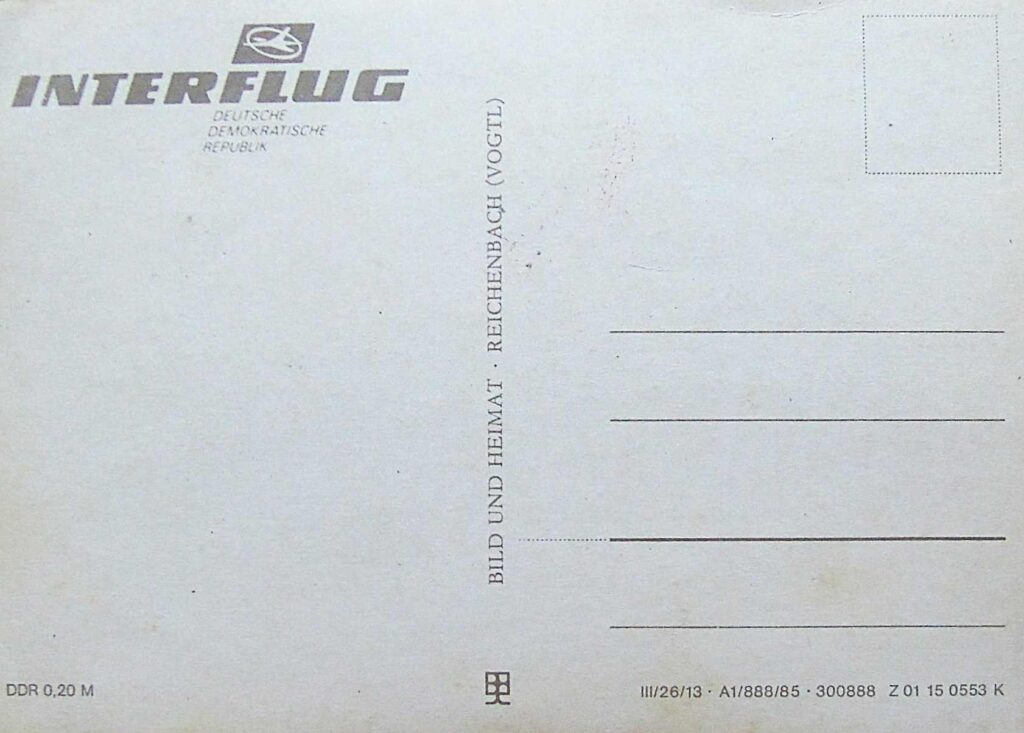 INTERFLUG
DEUTSCHE
DEMOKRATISCHE
REPUBLIK
BILD UND HEIMAT · REICHENBACH (VOGTL)
DDR 0,20 M
III/26/13 · A1/888/85 · 300888 Z 01 15 0553 K